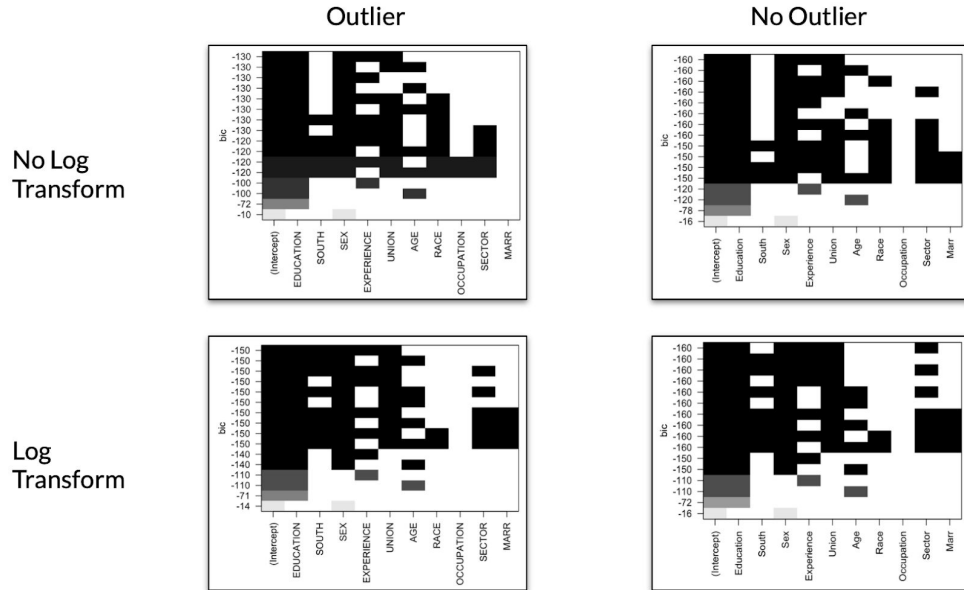 Outlier
No Outlier
No Log
Transform
bic
-130
-130
-130
-130
-130
-130
-130
-130
-120
-120
-120
-120
-100
-100
-72
-10
(Intercept)
EDUCATION
SOUTH
SEX
EXPERIENCE
UNION
AGE
RACE
OCCUPATION
SECTOR
MARR
bic
-160
-160
-160
-160
-160
-160
-160
-160
-150
-150
-150
-150
-120
-120
-78
-16
(Intercept)
Education
South
Sex
Experience
Union
Age
Race
Occupation
Sector
Marr
Log
Transform
bic
-150
-150
-150
-150
-150
-150
-150
-150
-150
-150
-140
-140
-110
-110
-71
-14
(Intercept)
EDUCATION
SOUTH
SEX
EXPERIENCE
UNION
AGE
RACE
OCCUPATION
SECTOR
MARR
bic
-160
-160
-160
-160
-160
-160
-160
-160
-160
-160
-150
-150
-110
-110
-72
-16
(Intercept)
Education
South
Sex
Experience
Union
Age
Race
Occupation
Sector
Marr